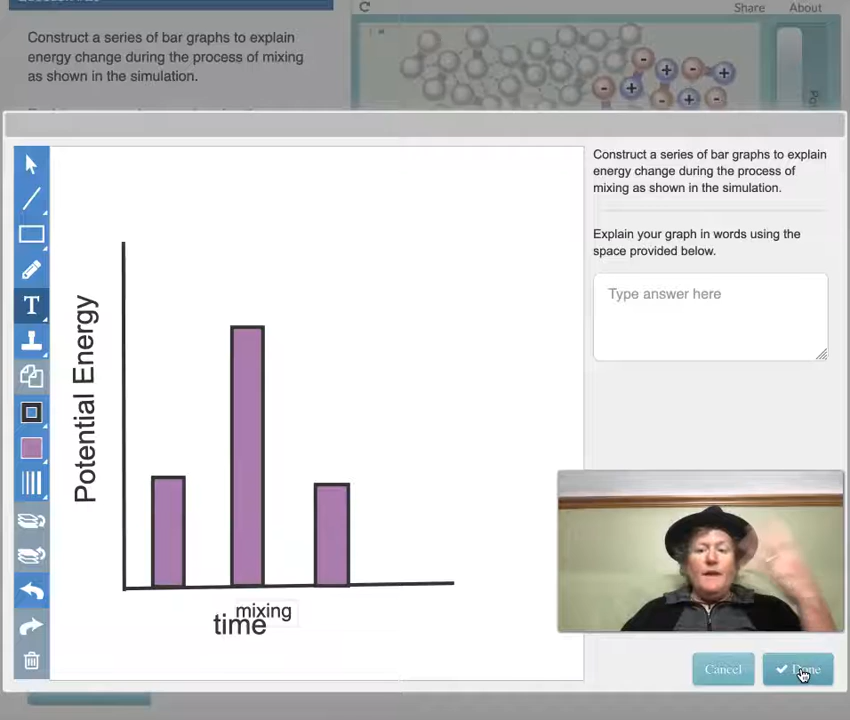 Share About
Construct a series of bar graphs to explain
energy change during the process of mixing
as shown in the simulation.
Construct a series of bar graphs to explain
energy change during the process of
mixing as shown in the simulation.
Explain your graph in words using the
space provided below.
Type answer here
T
Potential Energy
mixing
time
Cancel
Done